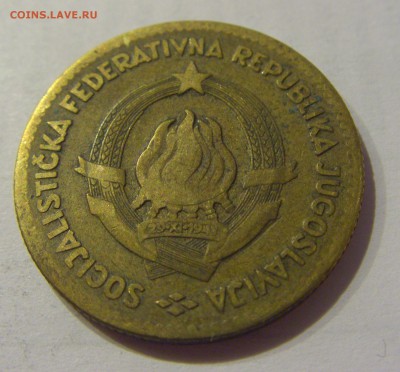 COINS.LAVE.RU
SOCIJALISTIČKA FEDERATIVNA REPUBLIKA JUGOSLAVIJA